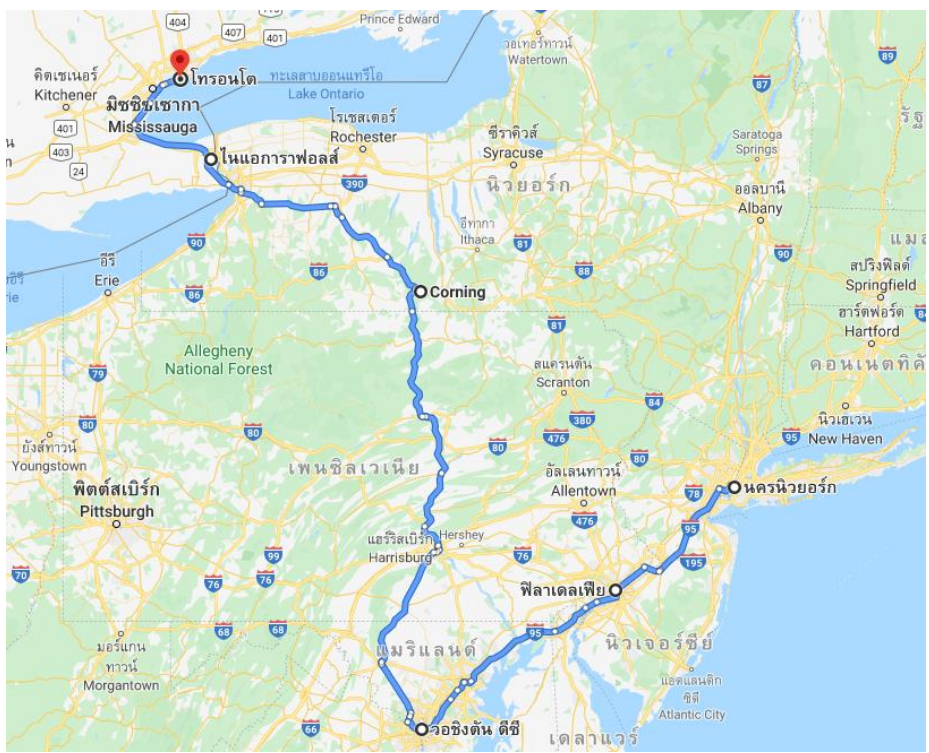 404
407
401
Prince Edward
วอเทอร์ทาวน์
Watertown
87
89
คิตเชเนอร์
Kitchener
โทรอนโต
ทะเลสาบออนแทรีโอ
Lake Ontario
มิซซิซเซากา
Mississauga
401
403
24
โรเชสเตอร์
Rochester
ซีราคิวส์
Syracuse
Saratoga
Springs
ไนแอการาฟอลส์
390
นิวยอร์ก
ออลบานี
Albany
90
อีทากา
Ithaca
81
90
อีรี
Erie
86
86
88
สปริงฟิลด์
Springfield
Corning
ฮาร์ตฟอร์ด
Hartford
81
Allegheny
National Forest
79
สแครนตัน
Scranton
84
380
80
80
476
80
80
95
นิวเฮเวน
New Haven
ยังส์ทาวน์
Youngstown
เพนซิลเวเนีย
อัลเลนทาวน์
Allentown
78
นครนิวยอร์ก
พิตต์สเบิร์ก
Pittsburgh
476
95
แฮร์ริสเบิร์ก
Harrisburg
Hershey
99
76
195
70
76
76
ฟิลาเดลเฟีย
68
68
95
นิวเจอร์ซีย์
มอร์แกน
ทาวน์
Morgantown
แมริแลนด์
แอตแลนติก
ซิตี
Atlantic City
66
วอชิงตัน ดีซี
เดลาแวร์